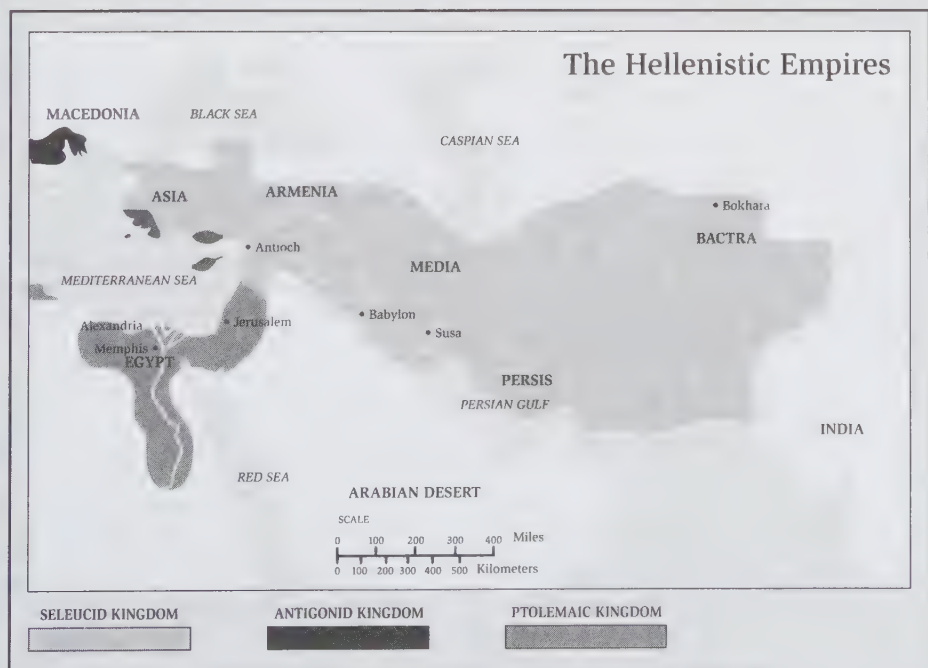 The Hellenistic Empires
MACEDONIA
BLACK SEA
CASPIAN SEA
ASIA
ARMENIA
Bokhara
BACTRA
Antioch
MEDIA
MEDITERRANEAN SEA
Babylon
Jerusalem
Alexandria
Susa
Memphis
EGYPT
PERSIS
PERSIAN GULF
INDIA
RED SEA
ARABIAN DESERT
SCALE
0 100 200 300 400 Miles
0 100 200 300 400 500 Kilometers
SELEUCID KINGDOM ANTIGONID KINGDOM PTOLEMAIC KINGDOM